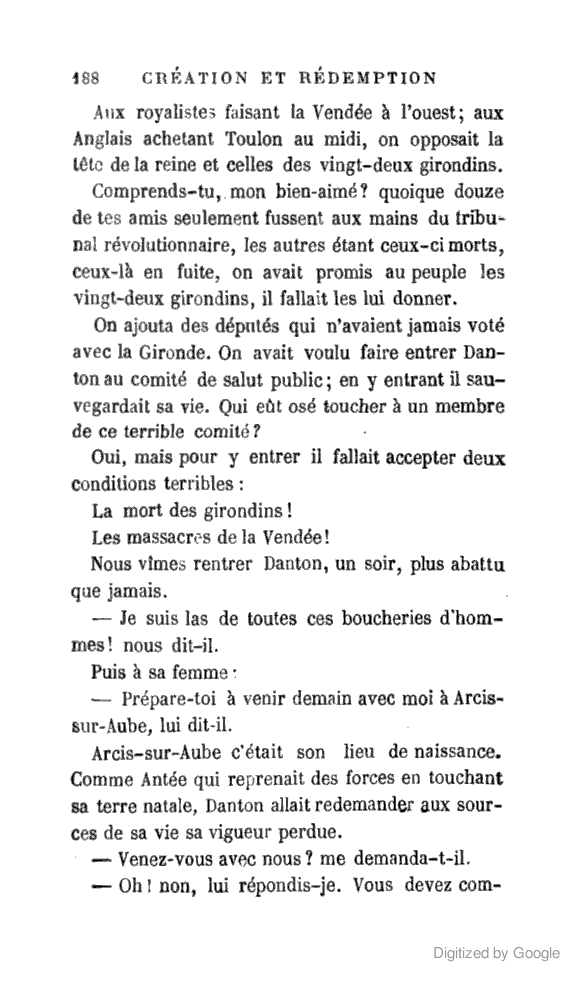 188 CRÉATION ET RÉDEMPTION
Aux royalistes faisant la Vendée à l'ouest; aux
Anglais achetant Toulon au midi, on opposait la
tête de la reine et celles des vingt-deux girondins.
Comprends-tu, mon bien-aimé? quoique douze
de tes amis seulement fussent aux mains du tribu-
nal révolutionnaire, les autres étant ceux-ci morts,
ceux-là en fuite, on avait promis au peuple les
vingt-deux girondins, il fallait les lui donner.
On ajouta des députés qui n'avaient jamais voté
avec la Gironde. On avait voulu faire entrer Dan-
ton au comité de salut public; en y entrant il sau-
vegardait sa vie. Qui eût osé toucher à un membre
de ce terrible comité?
Oui, mais pour y entrer il fallait accepter deux
conditions terribles :
La mort des girondins!
Les massacres de la Vendée!
Nous vîmes rentrer Danton, un soir, plus abattu
que jamais.
— Je suis las de toutes ces boucheries d'hom-
mes! nous dit-il.
Puis à sa femme :
— Prépare-toi à venir demain avec moi à Arcis-
sur-Aube, lui dit-il.
Arcis-sur-Aube c'était son lieu de naissance.
Comme Antée qui reprenait des forces en touchant
sa terre natale, Danton allait redemander aux sour-
ces de sa vie sa vigueur perdue.
— Venez-vous avec nous? me demanda-t-il.
— Oh! non, lui répondis-je. Vous devez com-
Digitized by Google